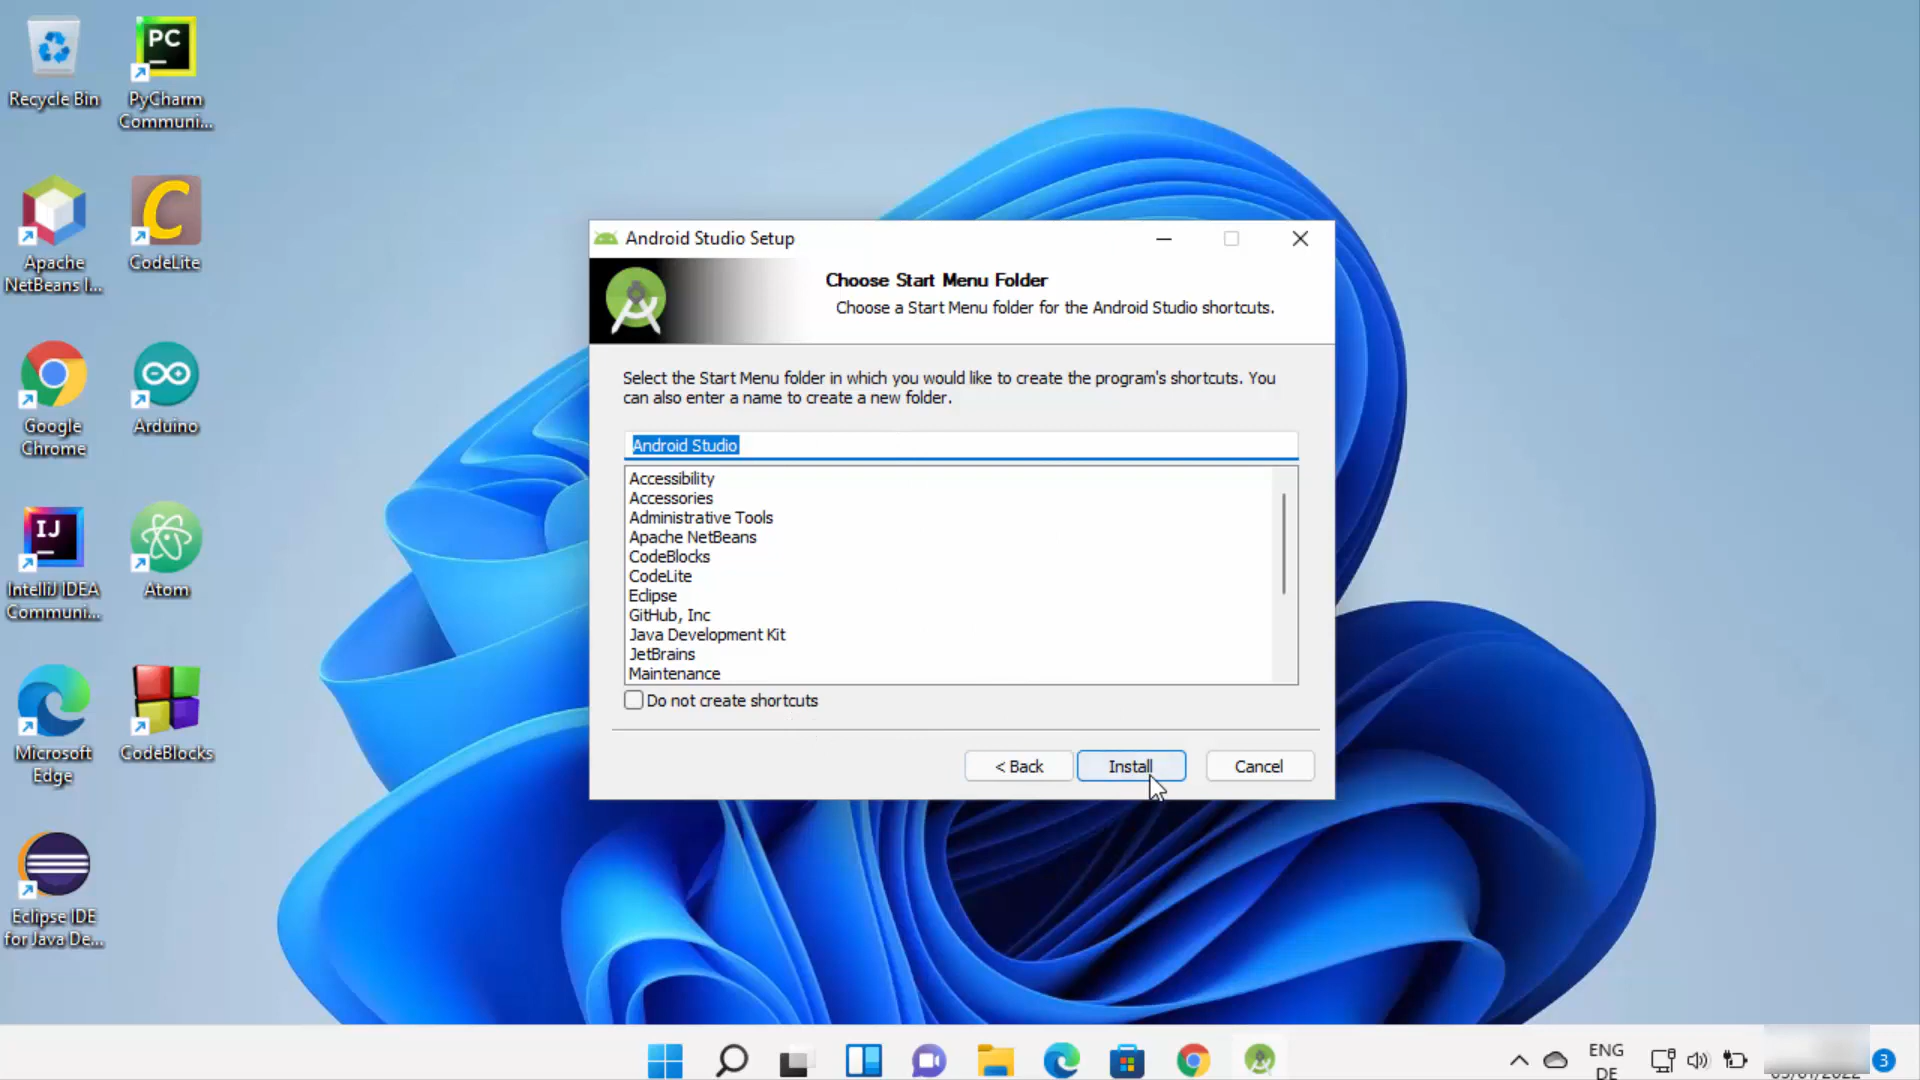 Recycle Bin
PC
PyCharm
Communi...
Apache
NetBeans I...
CodeLite
Google
Chrome
Arduino
IJ
IntelliJ IDEA
Communi...
Atom
Microsoft
Edge
CodeBlocks
Eclipse IDE
for Java De...
Android Studio Setup
Choose Start Menu Folder
Choose a Start Menu folder for the Android Studio shortcuts.
Select the Start Menu folder in which you would like to create the program's shortcuts. You
can also enter a name to create a new folder.
Android Studio
Accessibility
Accessories
Administrative Tools
Apache NetBeans
CodeBlocks
CodeLite
Eclipse
GitHub, Inc
Java Development Kit
JetBrains
Maintenance
Do not create shortcuts
< Back
Install
Cancel
ENG
DE
3